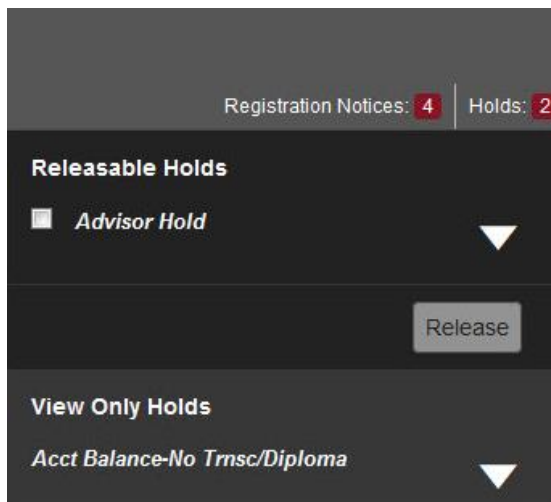 Registration Notices: 4 Holds: 2
Releasable Holds
Advisor Hold
Release
View Only Holds
Acct Balance-No Trnsc/Diploma